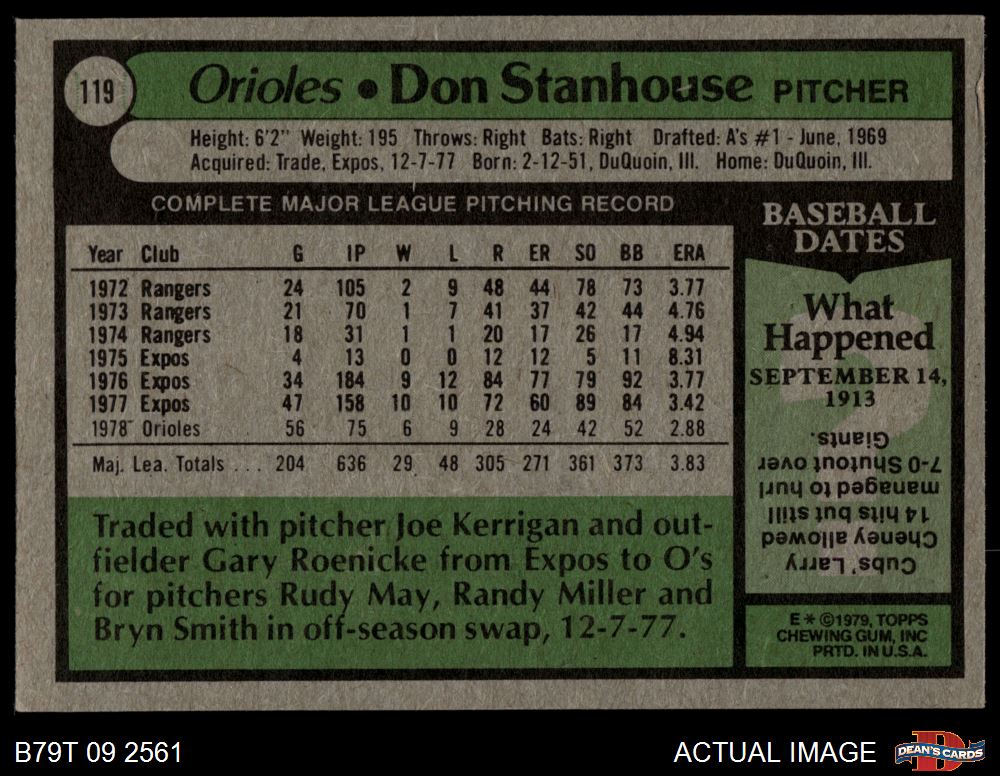 119
Orioles • Don Stanhouse PITCHER
Height: 6'2" Weight: 195 Throws: Right Bats: Right Drafted: A's #1 - June, 1969
Acquired: Trade, Expos, 12-7-77 Born: 2-12-51, DuQuoin, Ill. Home: DuQuoin, Ill.
COMPLETE MAJOR LEAGUE PITCHING RECORD
Year Club G IP W L R ER SO BB ERA
1972 Rangers 24 105 2 9 48 44 78 73 3.77
1973 Rangers 21 70 1 7 41 37 42 44 4.76
1974 Rangers 18 31 1 1 20 17 26 17 4.94
1975 Expos 4 13 0 0 12 12 5 11 8.31
1976 Expos 34 184 9 12 84 77 79 92 3.77
1977 Expos 47 158 10 10 72 60 89 84 3.42
1978 Orioles 56 75 6 9 28 24 42 52 2.88
Maj. Lea. Totals ... 204 636 29 48 305 271 361 373 3.83
Traded with pitcher Joe Kerrigan and out-
fielder Gary Roenicke from Expos to O's
for pitchers Rudy May, Randy Miller and
Bryn Smith in off-season swap, 12-7-77.
BASEBALL
DATES
What
Happened
SEPTEMBER 14,
1913
Cubs' Larry
Cheney allowed
14 hits but still
managed to hurl
7-0 Shutout over
Giants.
E * ©1979, TOPPS
CHEWING GUM, INC
PRTD. IN U.S.A.
B79T 09 2561
ACTUAL IMAGE
DEAN'S CARDS